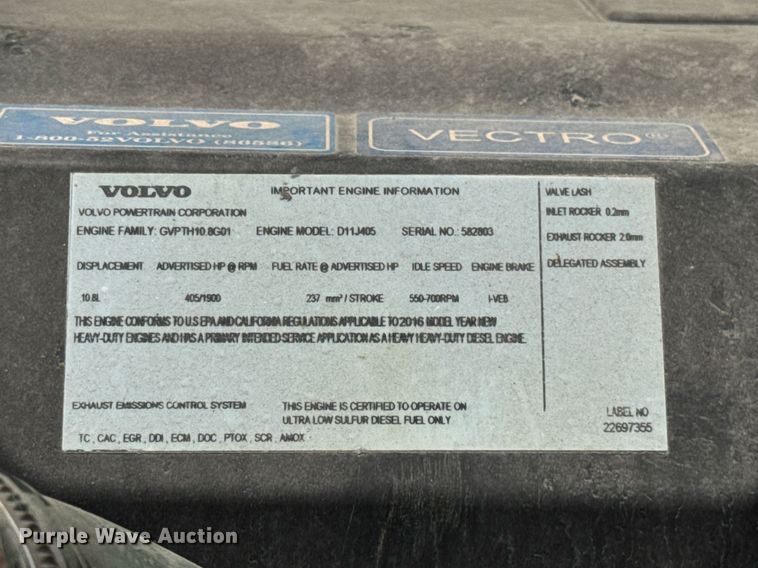 VOLVO
For Assistance
1-800-52VOLVO (86586)
VECTRO®
VOLVO IMPORTANT ENGINE INFORMATION
VOLVO POWERTRAIN CORPORATION
ENGINE FAMILY: GVPTH10.8G01 ENGINE MODEL: D11J405 SERIAL NO.: 582803
DISPLACEMENT ADVERTISED HP @ RPM FUEL RATE @ ADVERTISED HP IDLE SPEED ENGINE BRAKE
10.8L 405/1900 237 mm³ / STROKE 550-700RPM I-VEB
THIS ENGINE CONFORMS TO U.S EPA AND CALIFORNIA REGULATIONS APPLICABLE TO 2016 MODEL YEAR NEW
HEAVY-DUTY ENGINES AND HAS A PRIMARY INTENDED SERVICE APPLICATION AS A HEAVY HEAVY-DUTY DIESEL ENGINE.
EXHAUST EMISSIONS CONTROL SYSTEM THIS ENGINE IS CERTIFIED TO OPERATE ON
ULTRA LOW SULFUR DIESEL FUEL ONLY
TC, CAC, EGR, DDI, ECM, DOC, PTOX, SCR, AMOX
VALVE LASH
INLET ROCKER 0.2mm
EXHAUST ROCKER 2.0mm
DELEGATED ASSEMBLY
LABEL NO
22697355
Purple Wave Auction